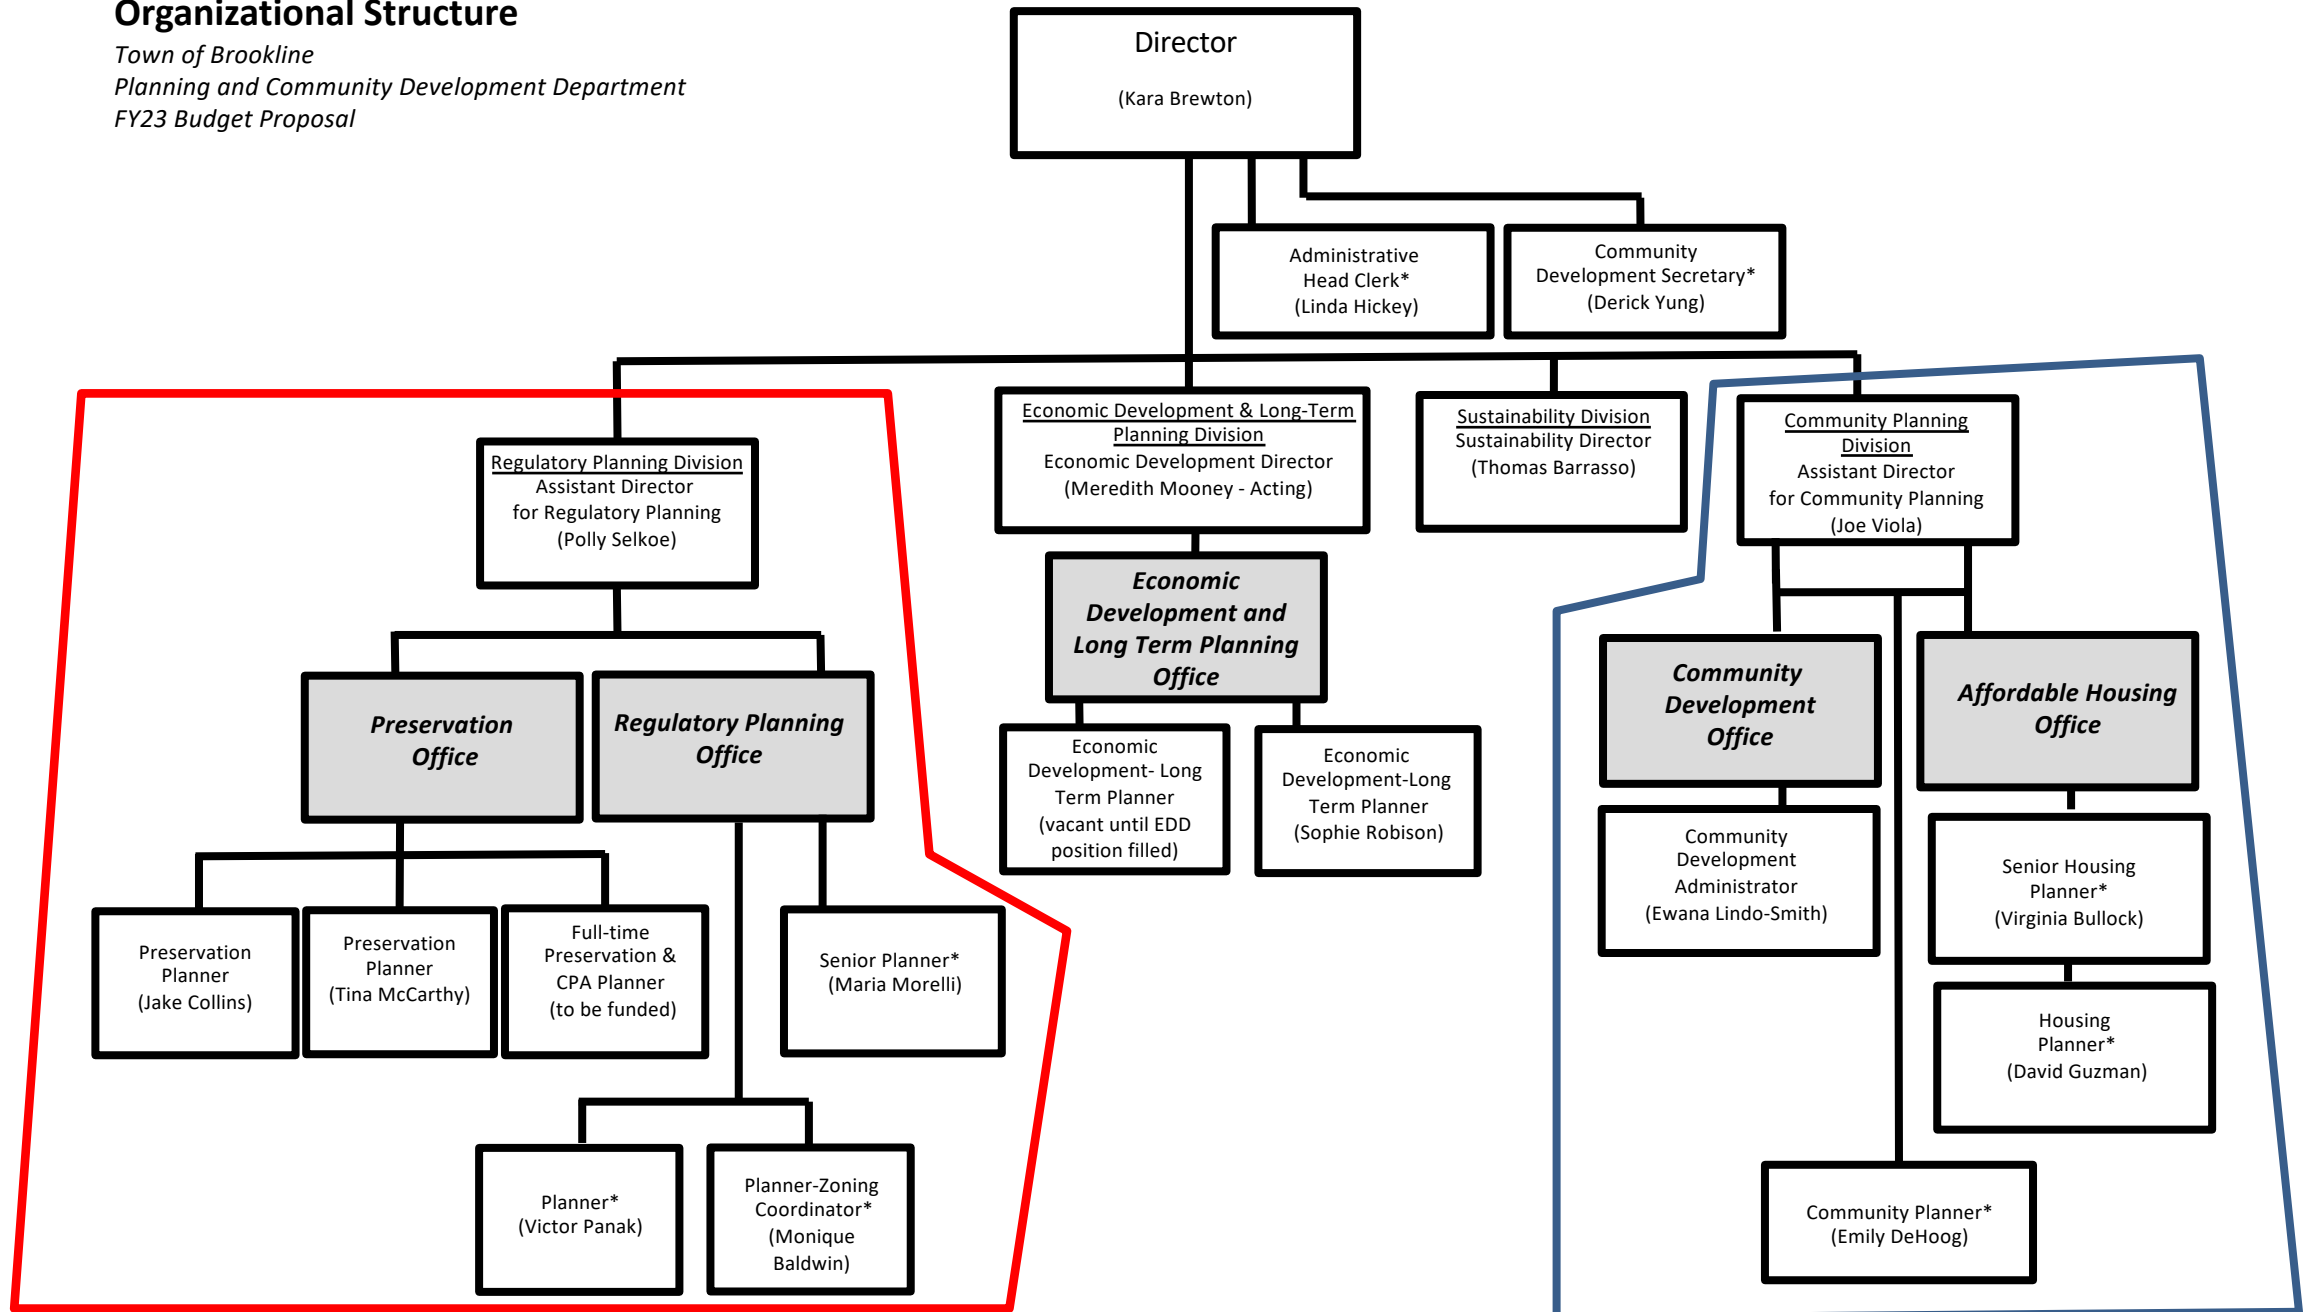 Organizational Structure
Town of Brookline
Planning and Community Development Department
FY23 Budget Proposal
Director
(Kara Brewton)
Administrative
Head Clerk*
(Linda Hickey)
Community
Development Secretary*
(Derick Yung)
Regulatory Planning Division
Assistant Director
for Regulatory Planning
(Polly Selkoe)
Economic Development & Long-Term
Planning Division
Economic Development Director
(Meredith Mooney - Acting)
Sustainability Division
Sustainability Director
(Thomas Barrasso)
Community Planning
Division
Assistant Director
for Community Planning
(Joe Viola)
Preservation
Office
Regulatory Planning
Office
Economic
Development and
Long Term Planning
Office
Community
Development
Office
Affordable Housing
Office
Preservation
Planner
(Jake Collins)
Preservation
Planner
(Tina McCarthy)
Full-time
Preservation &
CPA Planner
(to be funded)
Senior Planner*
(Maria Morelli)
Economic
Development- Long
Term Planner
(vacant until EDD
position filled)
Economic
Development-Long
Term Planner
(Sophie Robison)
Community
Development
Administrator
(Ewana Lindo-Smith)
Senior Housing
Planner*
(Virginia Bullock)
Housing
Planner*
(David Guzman)
Planner*
(Victor Panak)
Planner-Zoning
Coordinator*
(Monique
Baldwin)
Community Planner*
(Emily DeHoog)